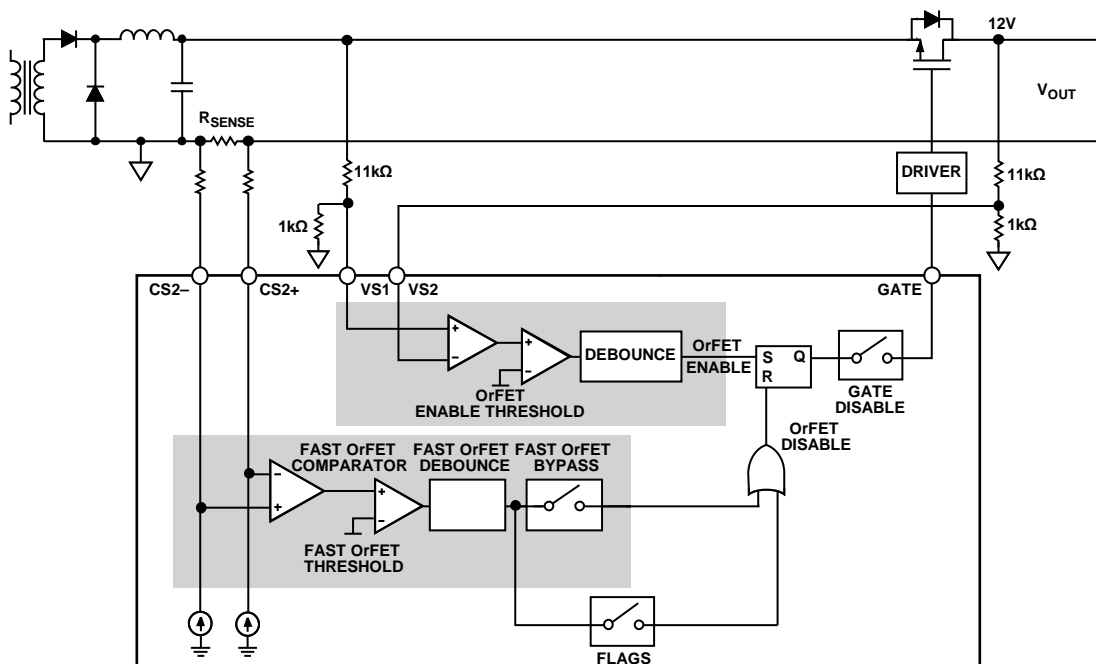 12V
VOUT
RSENSE
11kΩ
1kΩ
DRIVER
11kΩ
1kΩ
CS2–
CS2+
VS1
VS2
GATE
+
–
+
–
DEBOUNCE
OrFET
ENABLE
S
R
Q
GATE
DISABLE
OrFET
ENABLE THRESHOLD
OrFET
DISABLE
FAST OrFET
COMPARATOR
FAST OrFET
DEBOUNCE
FAST OrFET
BYPASS
–
+
+
–
FAST OrFET
THRESHOLD
FLAGS